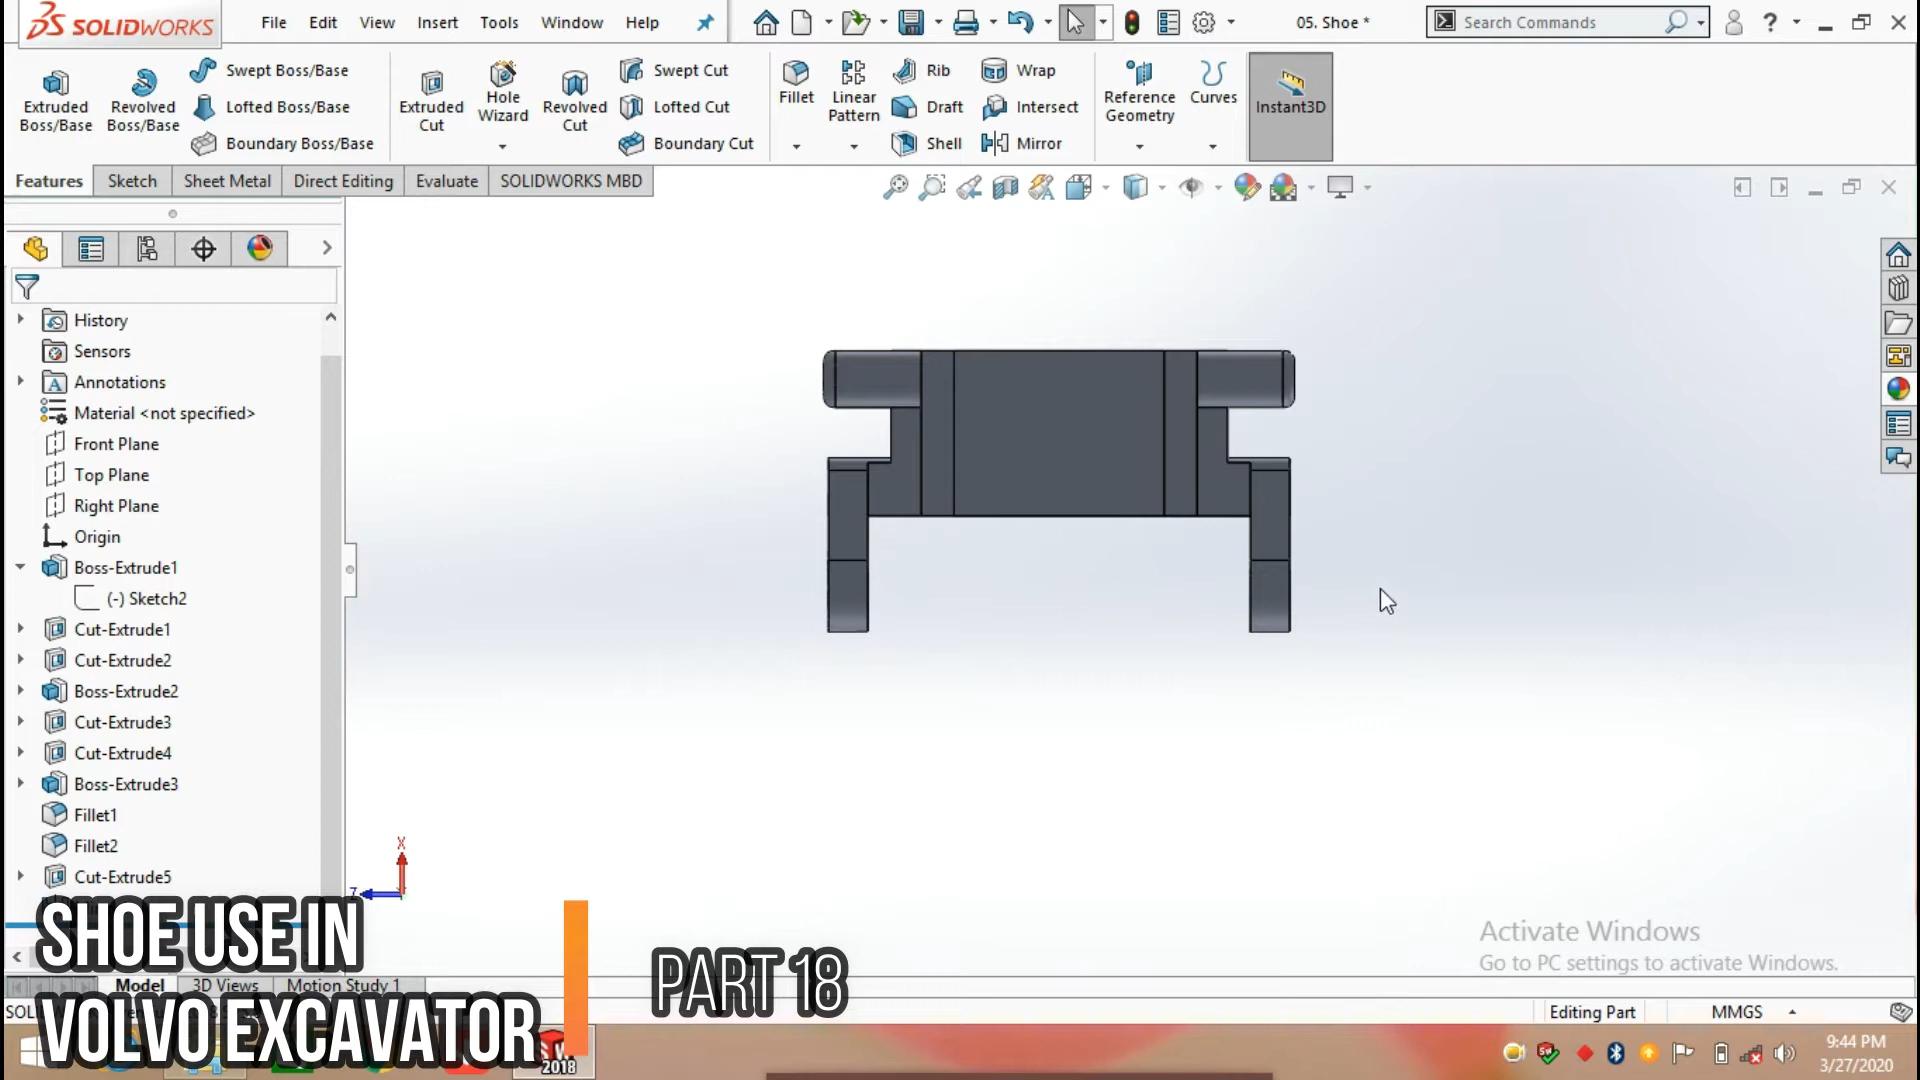 SOLIDWORKS
File Edit View Insert Tools Window Help
05. Shoe *
Search Commands
Extruded Boss/Base
Revolved Boss/Base
Swept Boss/Base
Lofted Boss/Base
Boundary Boss/Base
Extruded Cut
Hole Wizard
Revolved Cut
Swept Cut
Lofted Cut
Boundary Cut
Fillet
Linear Pattern
Rib
Draft
Shell
Wrap
Intersect
Mirror
Reference Geometry
Curves
Instant3D
Features Sketch Sheet Metal Direct Editing Evaluate SOLIDWORKS MBD
History
Sensors
Annotations
Material <not specified>
Front Plane
Top Plane
Right Plane
Origin
Boss-Extrude1
(-) Sketch2
Cut-Extrude1
Cut-Extrude2
Boss-Extrude2
Cut-Extrude3
Cut-Extrude4
Boss-Extrude3
Fillet1
Fillet2
Cut-Extrude5
X
Z
SHOE USE IN
VOLVO EXCAVATOR
PART 18
Activate Windows
Go to PC settings to activate Windows.
Model 3D Views Motion Study 1
Editing Part
MMGS
2018
9:44 PM
3/27/2020